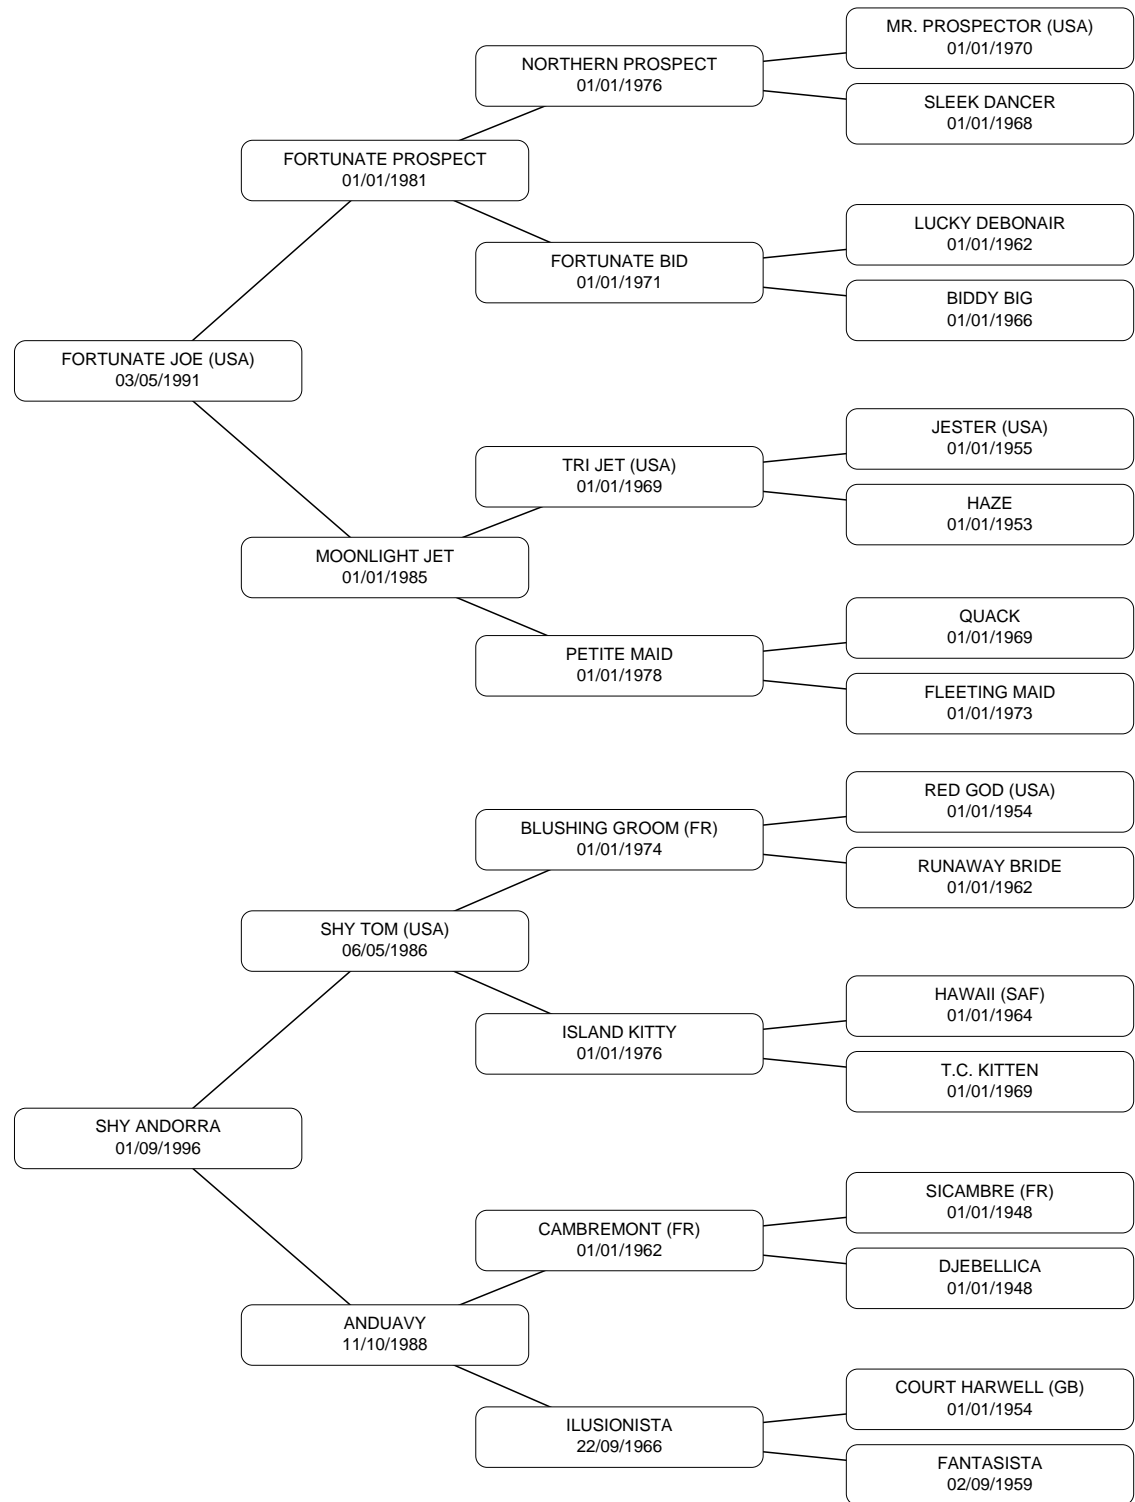 MR. PROSPECTOR (USA)
01/01/1970
NORTHERN PROSPECT
01/01/1976
SLEEK DANCER
01/01/1968
FORTUNATE PROSPECT
01/01/1981
LUCKY DEBONAIR
01/01/1962
FORTUNATE BID
01/01/1971
BIDDY BIG
01/01/1966
FORTUNATE JOE (USA)
03/05/1991
JESTER (USA)
01/01/1955
TRI JET (USA)
01/01/1969
HAZE
01/01/1953
MOONLIGHT JET
01/01/1985
QUACK
01/01/1969
PETITE MAID
01/01/1978
FLEETING MAID
01/01/1973
RED GOD (USA)
01/01/1954
BLUSHING GROOM (FR)
01/01/1974
RUNAWAY BRIDE
01/01/1962
SHY TOM (USA)
06/05/1986
HAWAII (SAF)
01/01/1964
ISLAND KITTY
01/01/1976
T.C. KITTEN
01/01/1969
SHY ANDORRA
01/09/1996
SICAMBRE (FR)
01/01/1948
CAMBREMONT (FR)
01/01/1962
DJEBELLICA
01/01/1948
ANDUAVY
11/10/1988
COURT HARWELL (GB)
01/01/1954
ILUSIONISTA
22/09/1966
FANTASISTA
02/09/1959